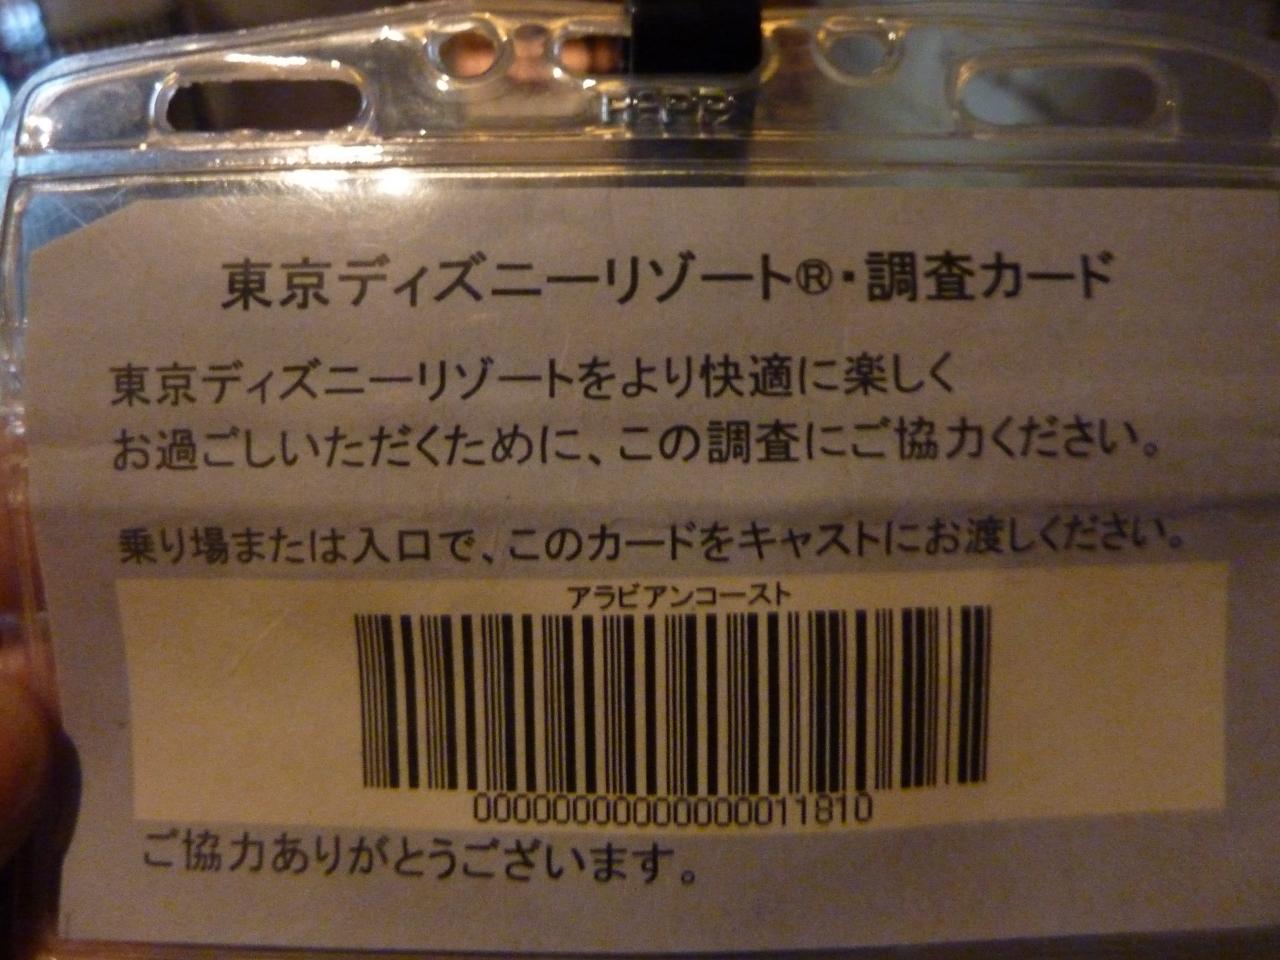 HAPP
東京ディズニーリゾート®・調査カード
東京ディズニーリゾートをより快適に楽しく
お過ごしいただくために、この調査にご協力ください。
乗り場または入口で、このカードをキャストにお渡しください。
アラビアンコースト
00000000000000011810
ご協力ありがとうございます。